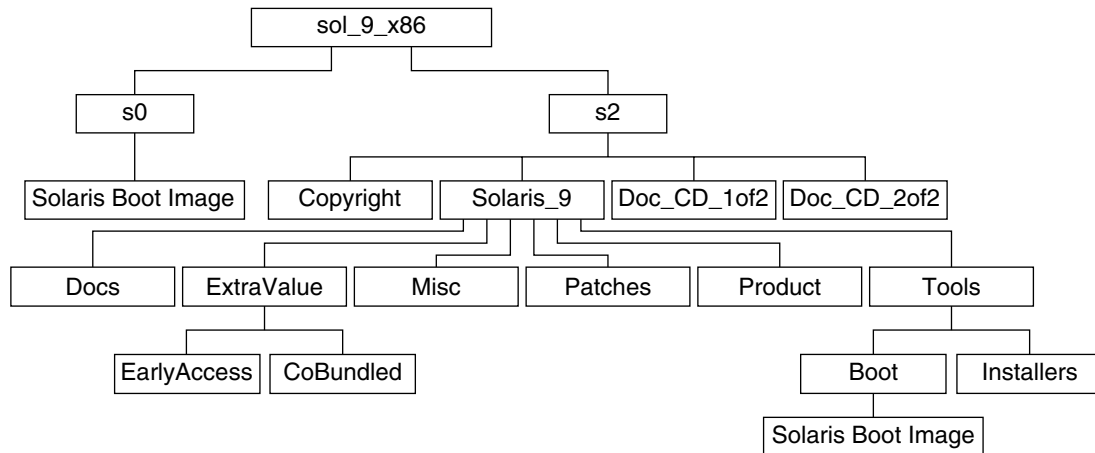 sol_9_x86
s0
s2
Solaris Boot Image
Copyright
Solaris_9
Doc_CD_1of2
Doc_CD_2of2
Docs
ExtraValue
Misc
Patches
Product
Tools
EarlyAccess
CoBundled
Boot
Installers
Solaris Boot Image